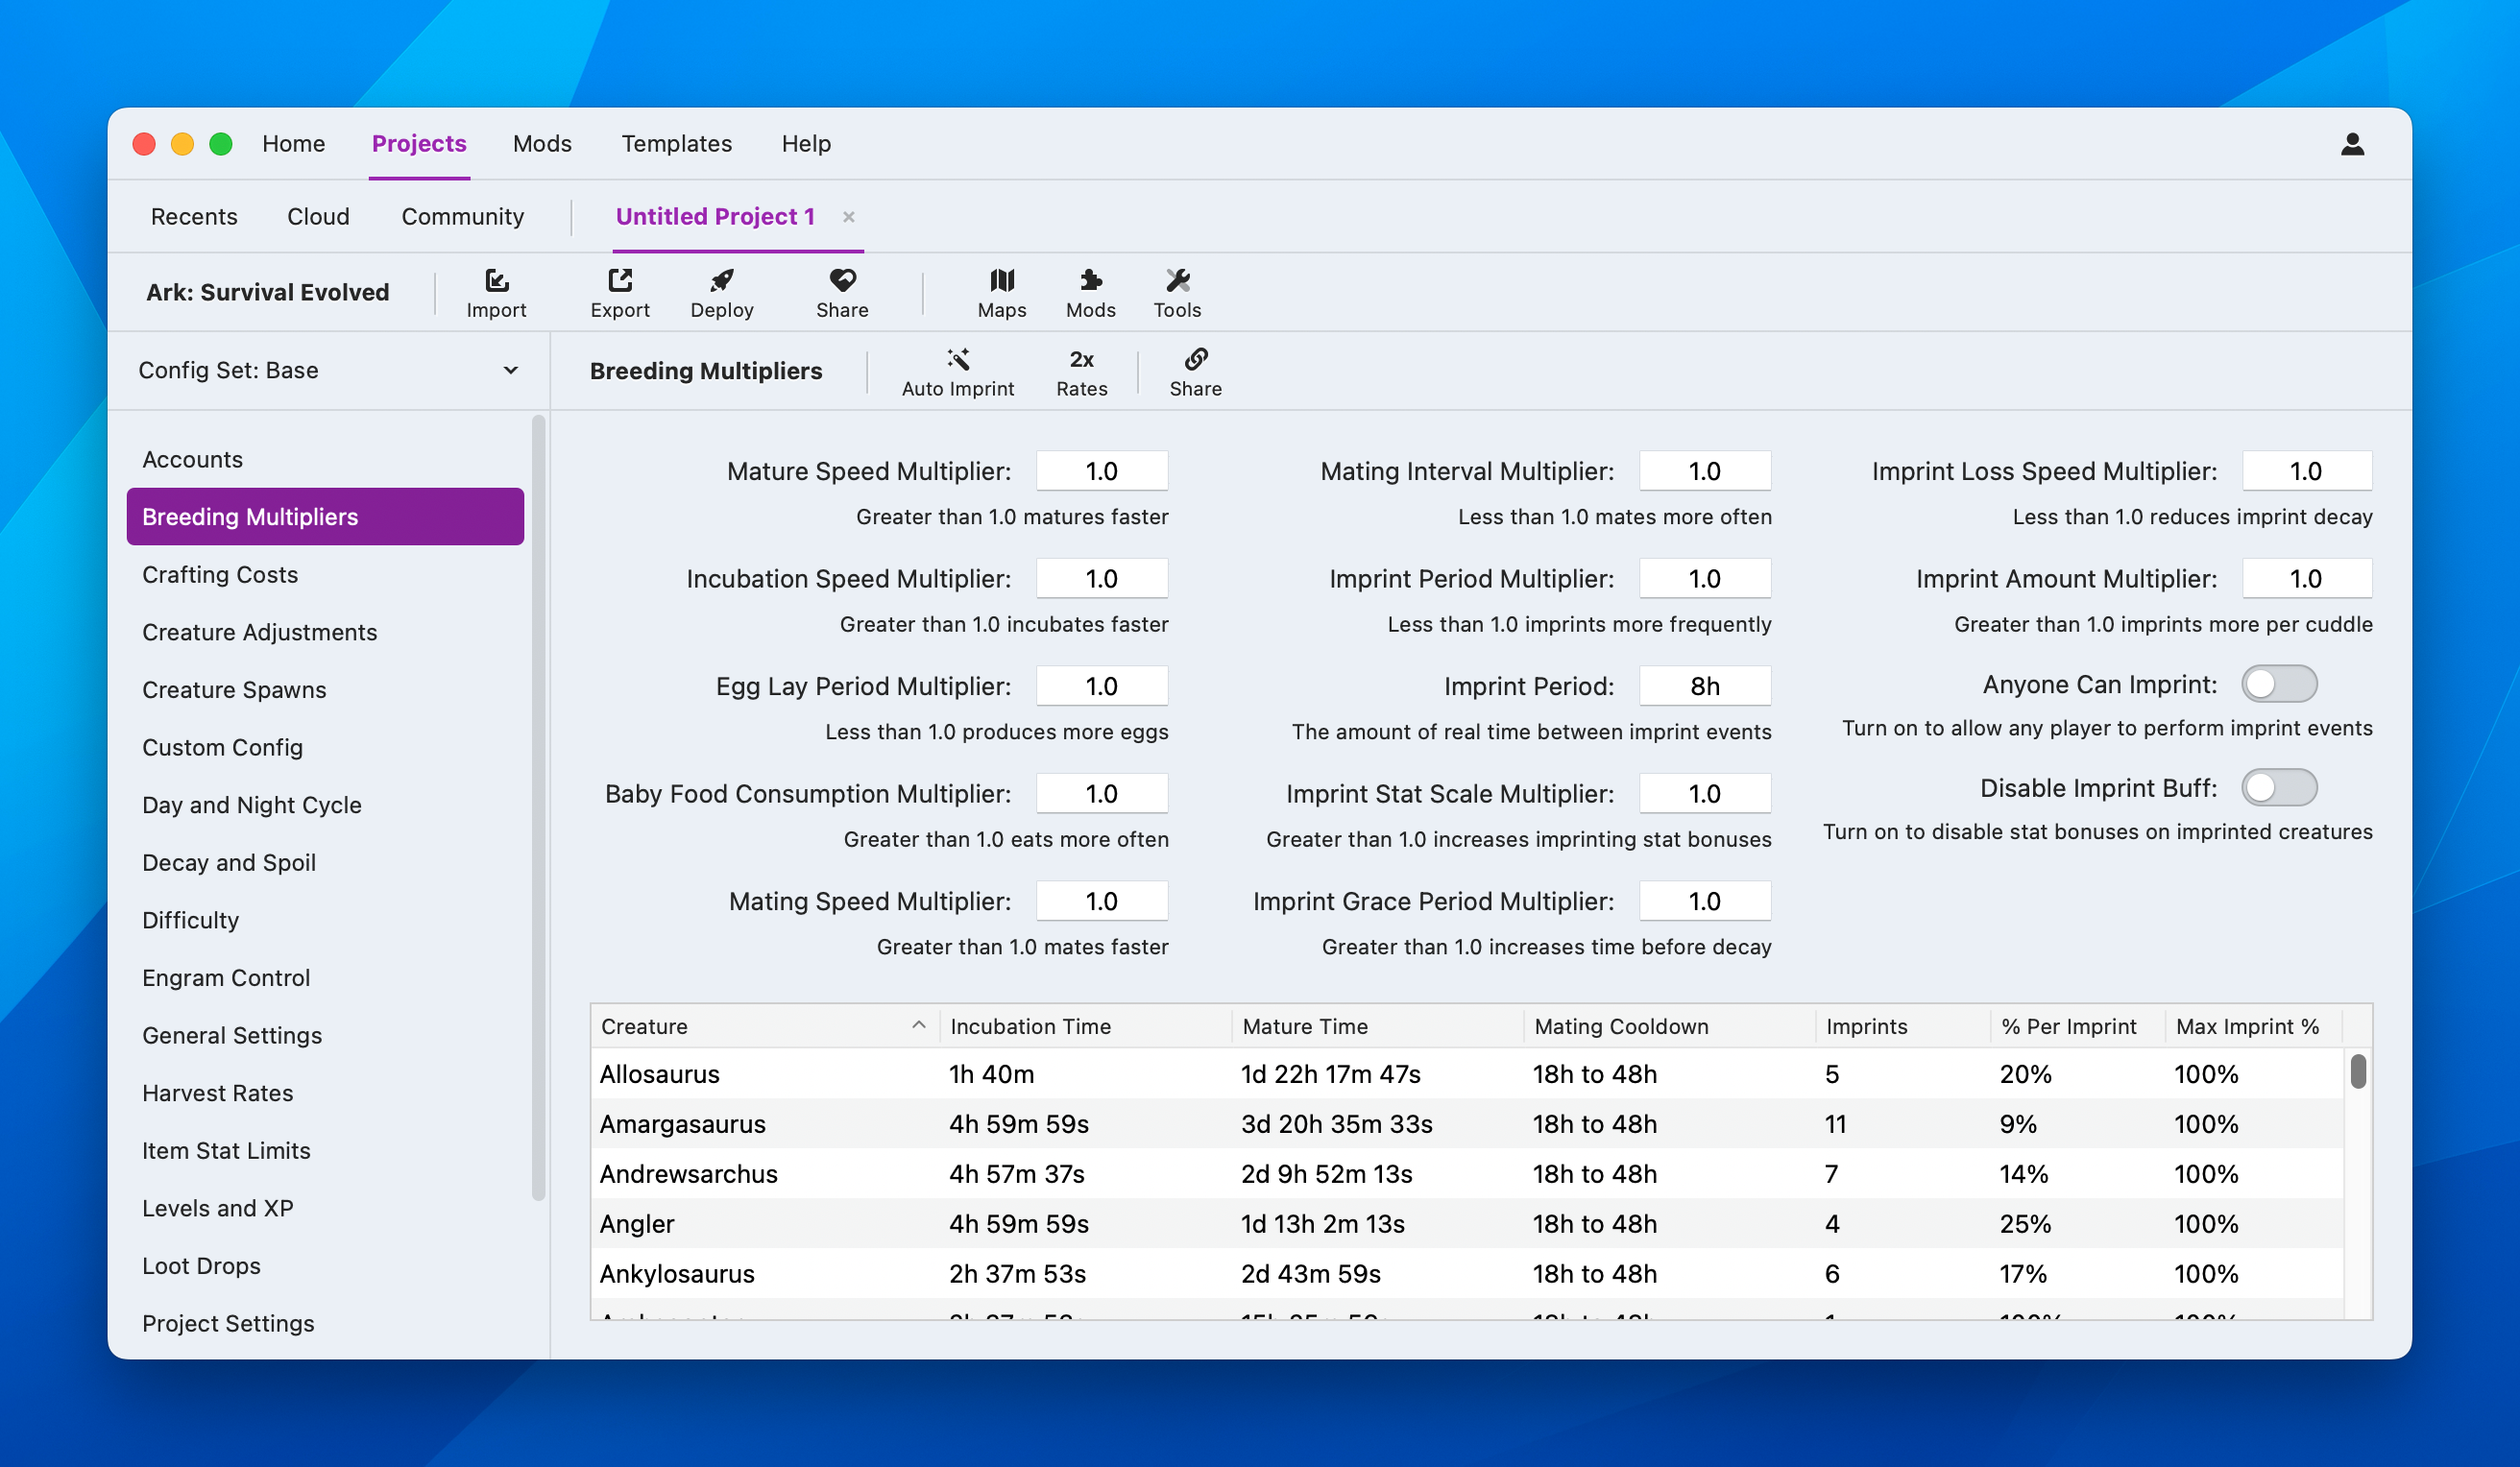 Home Projects Mods Templates Help
Recents Cloud Community Untitled Project 1 ×
Ark: Survival Evolved Import Export Deploy Share Maps Mods Tools
Config Set: Base
Breeding Multipliers Auto Imprint 2x Rates Share
Accounts
Breeding Multipliers
Crafting Costs
Creature Adjustments
Creature Spawns
Custom Config
Day and Night Cycle
Decay and Spoil
Difficulty
Engram Control
General Settings
Harvest Rates
Item Stat Limits
Levels and XP
Loot Drops
Project Settings
Mature Speed Multiplier: 1.0
Greater than 1.0 matures faster
Incubation Speed Multiplier: 1.0
Greater than 1.0 incubates faster
Egg Lay Period Multiplier: 1.0
Less than 1.0 produces more eggs
Baby Food Consumption Multiplier: 1.0
Greater than 1.0 eats more often
Mating Speed Multiplier: 1.0
Greater than 1.0 mates faster
Mating Interval Multiplier: 1.0
Less than 1.0 mates more often
Imprint Period Multiplier: 1.0
Less than 1.0 imprints more frequently
Imprint Period: 8h
The amount of real time between imprint events
Imprint Stat Scale Multiplier: 1.0
Greater than 1.0 increases imprinting stat bonuses
Imprint Grace Period Multiplier: 1.0
Greater than 1.0 increases time before decay
Imprint Loss Speed Multiplier: 1.0
Less than 1.0 reduces imprint decay
Imprint Amount Multiplier: 1.0
Greater than 1.0 imprints more per cuddle
Anyone Can Imprint:
Turn on to allow any player to perform imprint events
Disable Imprint Buff:
Turn on to disable stat bonuses on imprinted creatures
Creature Incubation Time Mature Time Mating Cooldown Imprints % Per Imprint Max Imprint %
Allosaurus 1h 40m 1d 22h 17m 47s 18h to 48h 5 20% 100%
Amargasaurus 4h 59m 59s 3d 20h 35m 33s 18h to 48h 11 9% 100%
Andrewsarchus 4h 57m 37s 2d 9h 52m 13s 18h to 48h 7 14% 100%
Angler 4h 59m 59s 1d 13h 2m 13s 18h to 48h 4 25% 100%
Ankylosaurus 2h 37m 53s 2d 43m 59s 18h to 48h 6 17% 100%